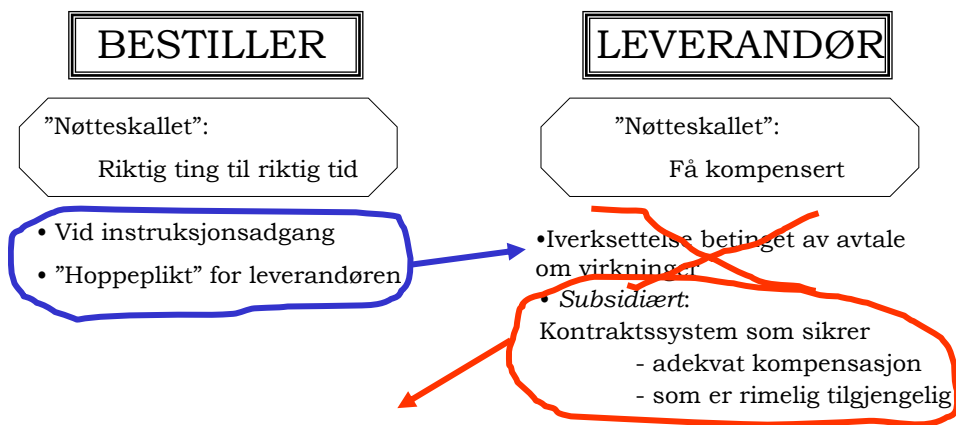 BESTILLER
”Nøtteskallet”:
Riktig ting til riktig tid
• Vid instruksjonsadgang
• ”Hoppeplikt” for leverandøren
LEVERANDØR
”Nøtteskallet”:
Få kompensert
•Iverksettelse betinget av avtale
om virkninger
• Subsidiært:
Kontraktssystem som sikrer
- adekvat kompensasjon
- som er rimelig tilgjengelig